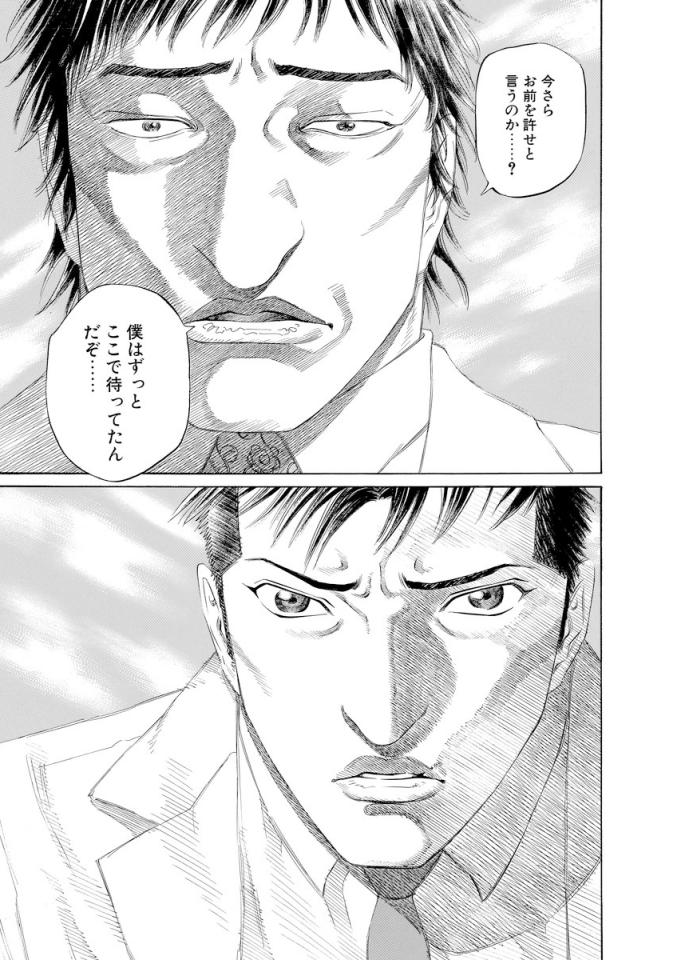 今さら
お前を許せと
言うのか……？
僕はずっと
ここで待ってたん
だぞ……